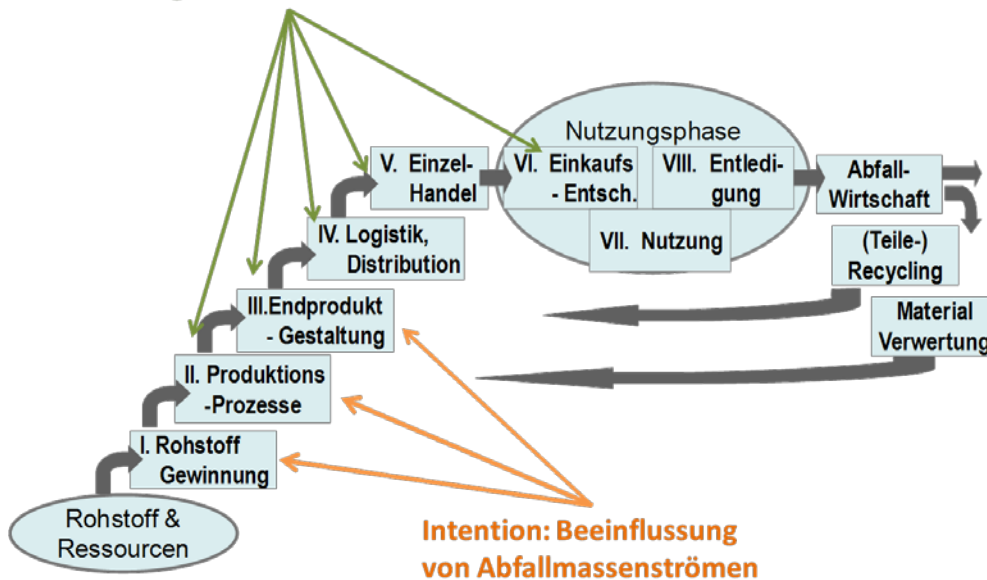 Nutzungsphase
V. Einzel-
Handel
VI. Einkaufs
- Entsch.
VIII. Entledi-
gung
Abfall-
Wirtschaft
VII. Nutzung
IV. Logistik,
Distribution
(Teile-)
Recycling
III.Endprodukt
- Gestaltung
Material
Verwertung
II. Produktions
-Prozesse
I. Rohstoff
Gewinnung
Rohstoff &
Ressourcen
Intention: Beeinflussung
von Abfallmassenströmen